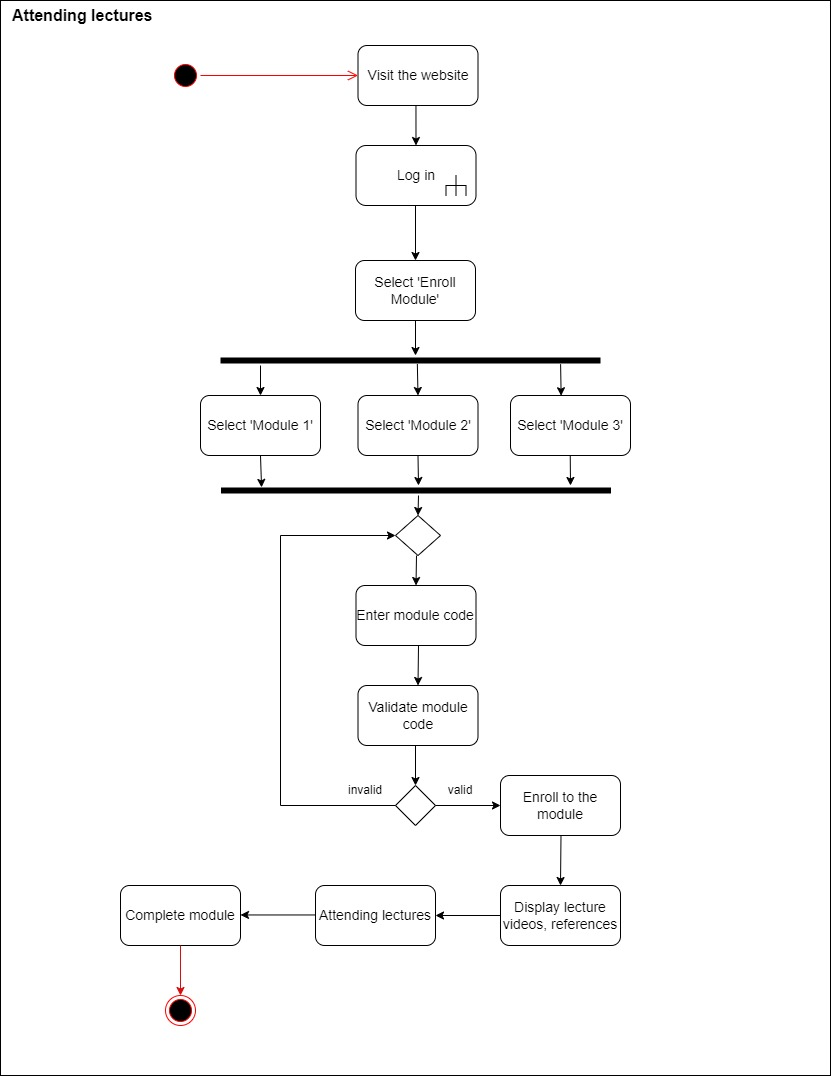 Attending lectures
Visit the website
Log in
Select 'Enroll
Module'
Select 'Module 1'
Select 'Module 2'
Select 'Module 3'
Enter module code
Validate module
code
invalid
valid
Enroll to the
module
Display lecture
videos, references
Attending lectures
Complete module